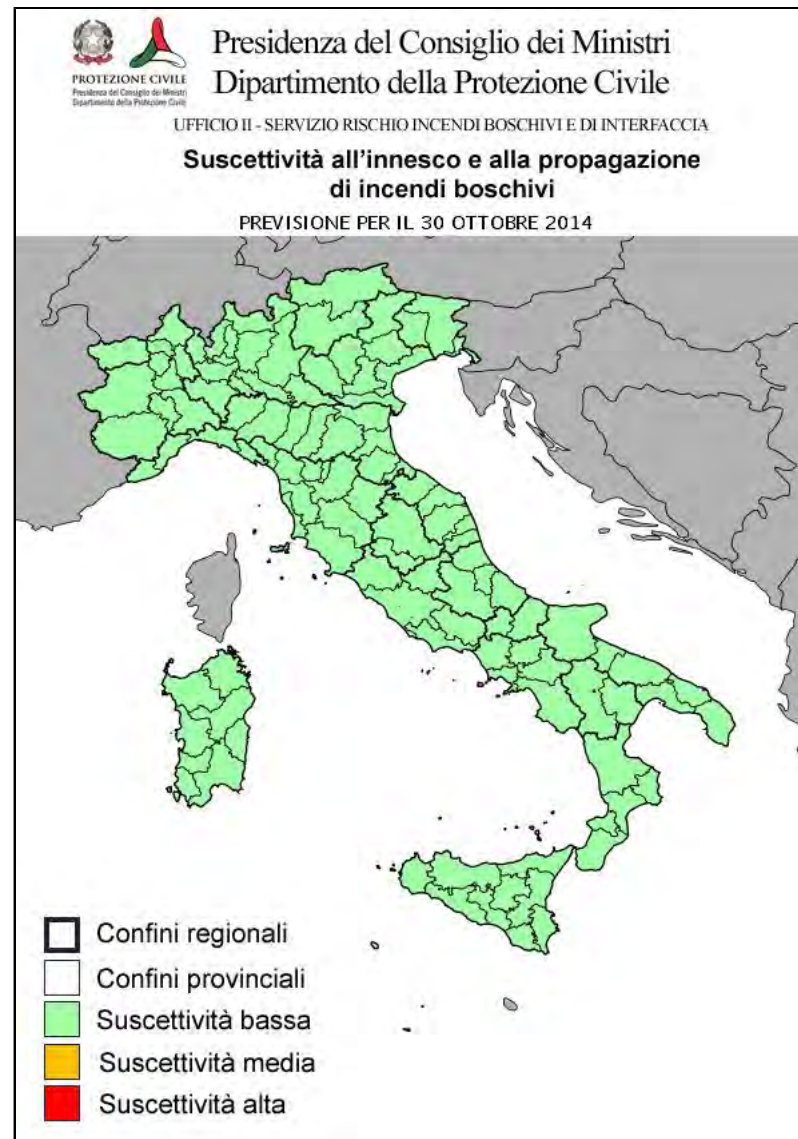 Presidenza del Consiglio dei Ministri
Dipartimento della Protezione Civile
PROTEZIONE CIVILE
Presidenza del Consiglio dei Ministri
Dipartimento della Protezione Civile
UFFICIO II - SERVIZIO RISCHIO INCENDI BOSCHIVI E DI INTERFACCIA
Suscettività all'innesco e alla propagazione
di incendi boschivi
PREVISIONE PER IL 30 OTTOBRE 2014
Confini regionali
Confini provinciali
Suscettività bassa
Suscettività media
Suscettività alta